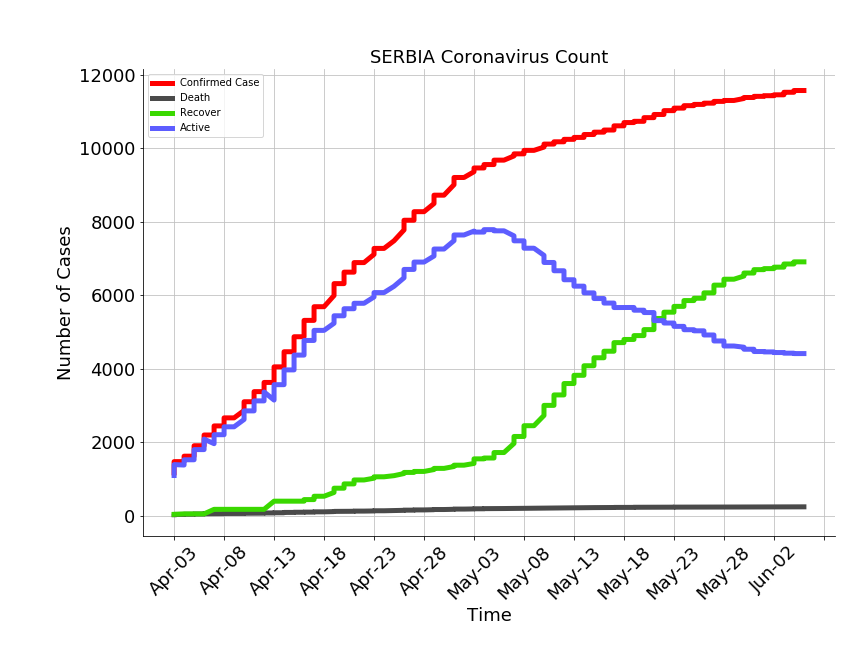 SERBIA Coronavirus Count
Confirmed Case
Death
Recover
Active
Number of Cases
12000
10000
8000
6000
4000
2000
0
Apr-03 Apr-08 Apr-13 Apr-18 Apr-23 Apr-28 May-03 May-08 May-13 May-18 May-23 May-28 Jun-02
Time